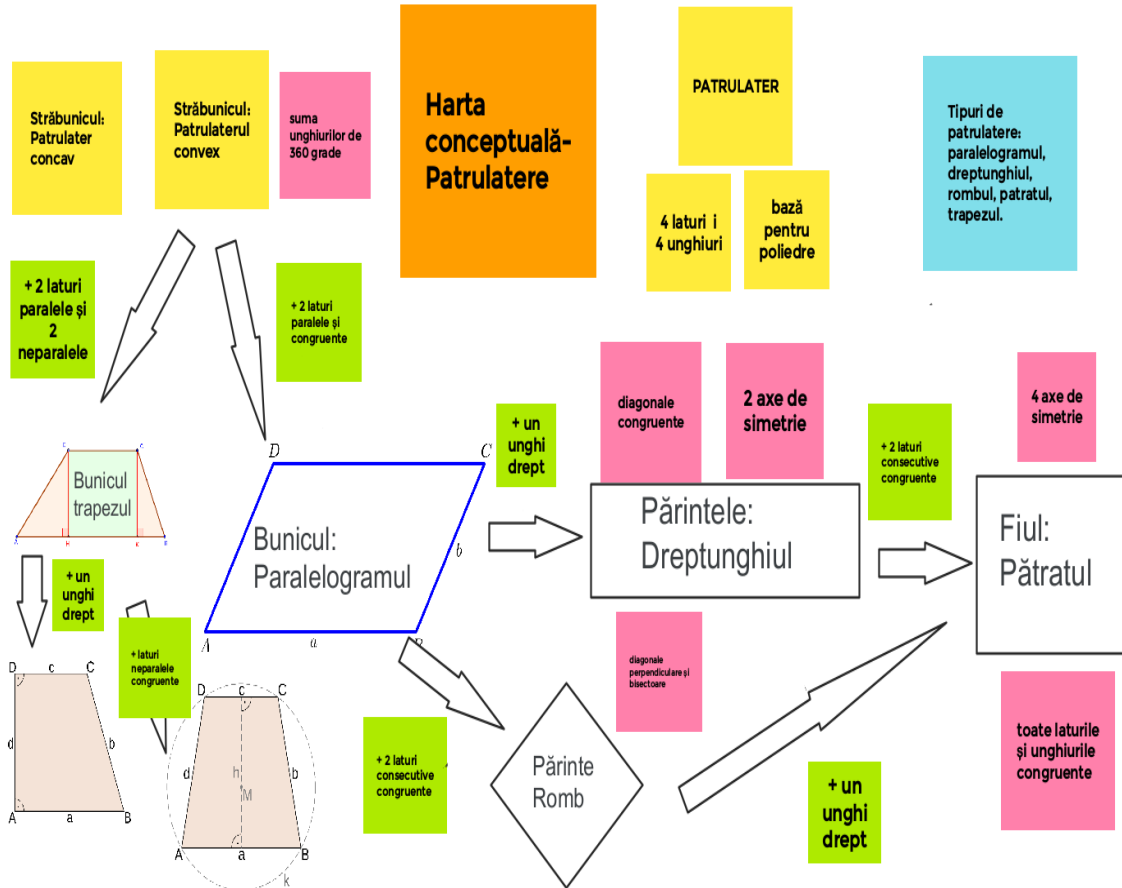 Străbunicul:
Patrulater
concav
Străbunicul:
Patrulaterul
convex
suma
unghiurilor de
360 grade
Harta
conceptuală-
Patrulatere
PATRULATER
4 laturi i
4 unghiuri
bază
pentru
poliedre
Tipuri de
patrulatere:
paralelogramul,
dreptunghiul,
rombul, patratul,
trapezul.
+ 2 laturi
paralele și
2
neparalele
+ 2 laturi
paralele și
congruente
diagonale
congruente
2 axe de
simetrie
4 axe de
simetrie
+ un
unghi
drept
+ 2 laturi
consecutive
congruente
Bunicul
trapezul
D
C
Bunicul:
Paralelogramul
b
A
a
Părintele:
Dreptunghiul
Fiul:
Pătratul
+ un
unghi
drept
+ laturi
neparalele
congruente
diagonale
perpendiculare și
bisectoare
D
c
C
d
b
A
a
B
D
c
C
d
h
b
M
A
a
B
k
+ 2 laturi
consecutive
congruente
Părinte
Romb
+ un
unghi
drept
toate laturile
și unghiurile
congruente